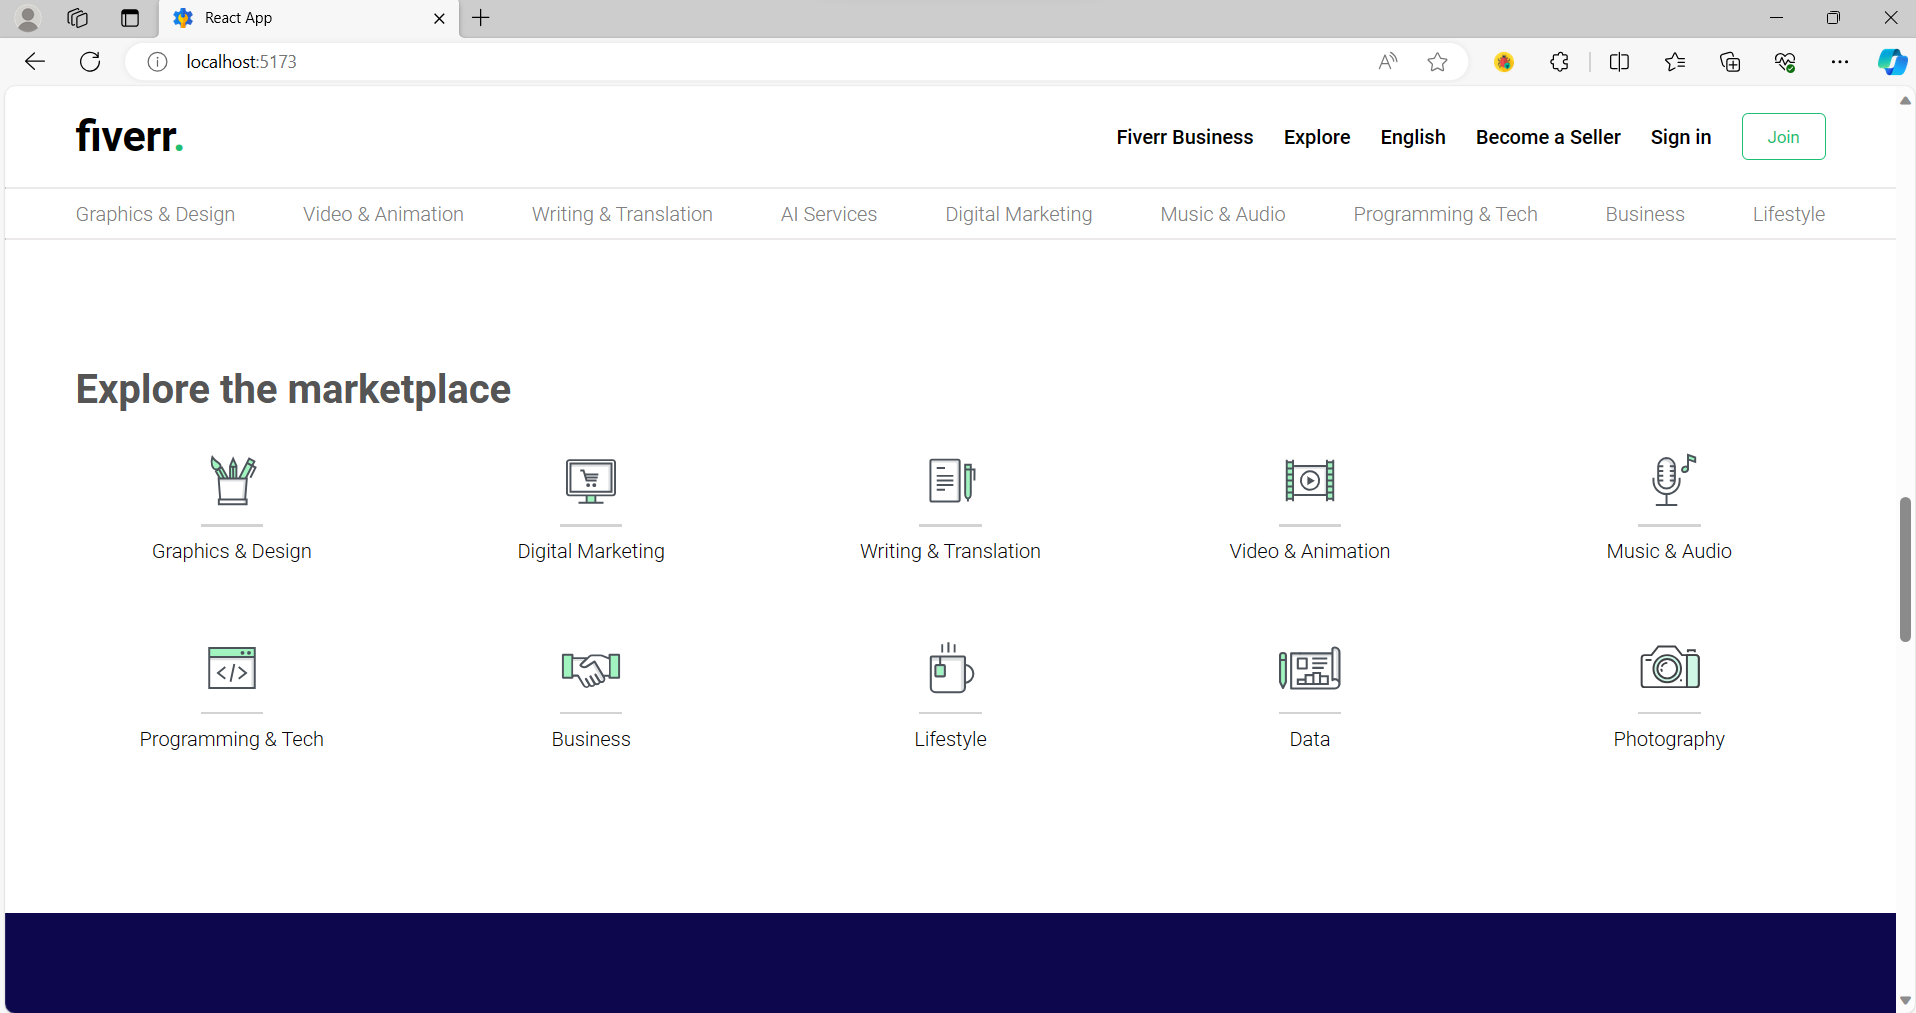 React App
localhost:5173
fiverr.
Fiverr Business Explore English Become a Seller Sign in Join
Graphics & Design Video & Animation Writing & Translation AI Services Digital Marketing Music & Audio Programming & Tech Business Lifestyle
Explore the marketplace
Graphics & Design Digital Marketing Writing & Translation Video & Animation Music & Audio
</>
Programming & Tech Business Lifestyle Data Photography